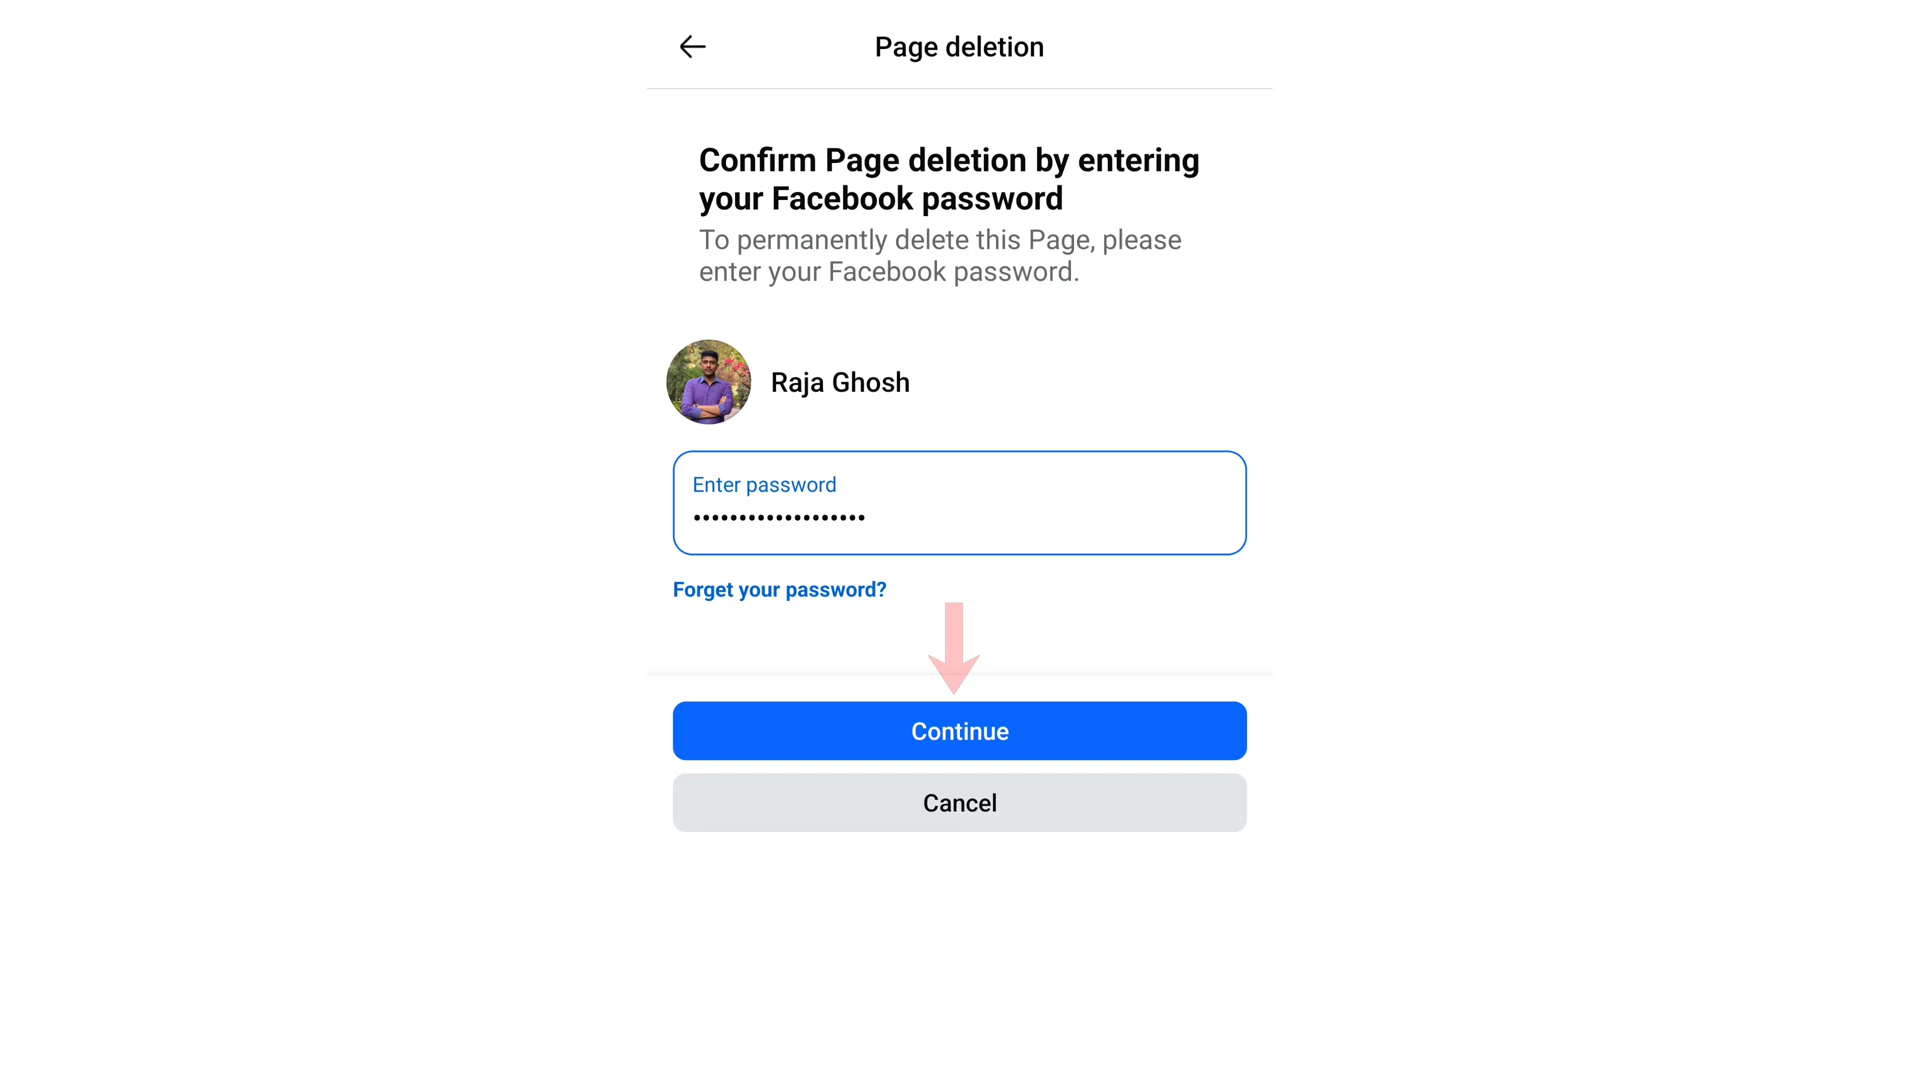 Page deletion
Confirm Page deletion by entering
your Facebook password
To permanently delete this Page, please
enter your Facebook password.
Raja Ghosh
Enter password
•••••••••••••••••••
Forget your password?
Continue
Cancel